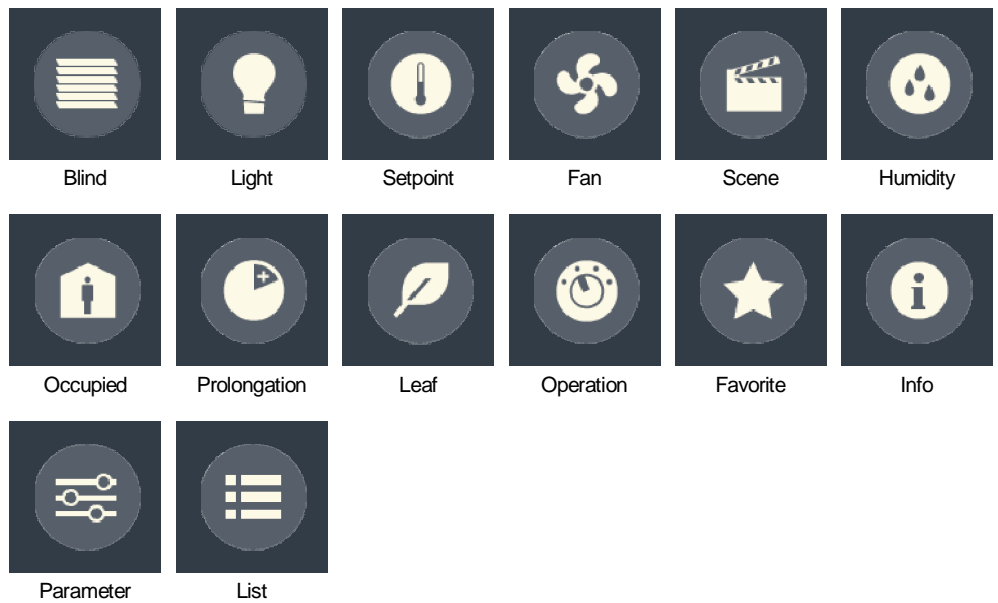 Blind Light Setpoint Fan Scene Humidity
Occupied Prolongation Leaf Operation Favorite Info
Parameter List